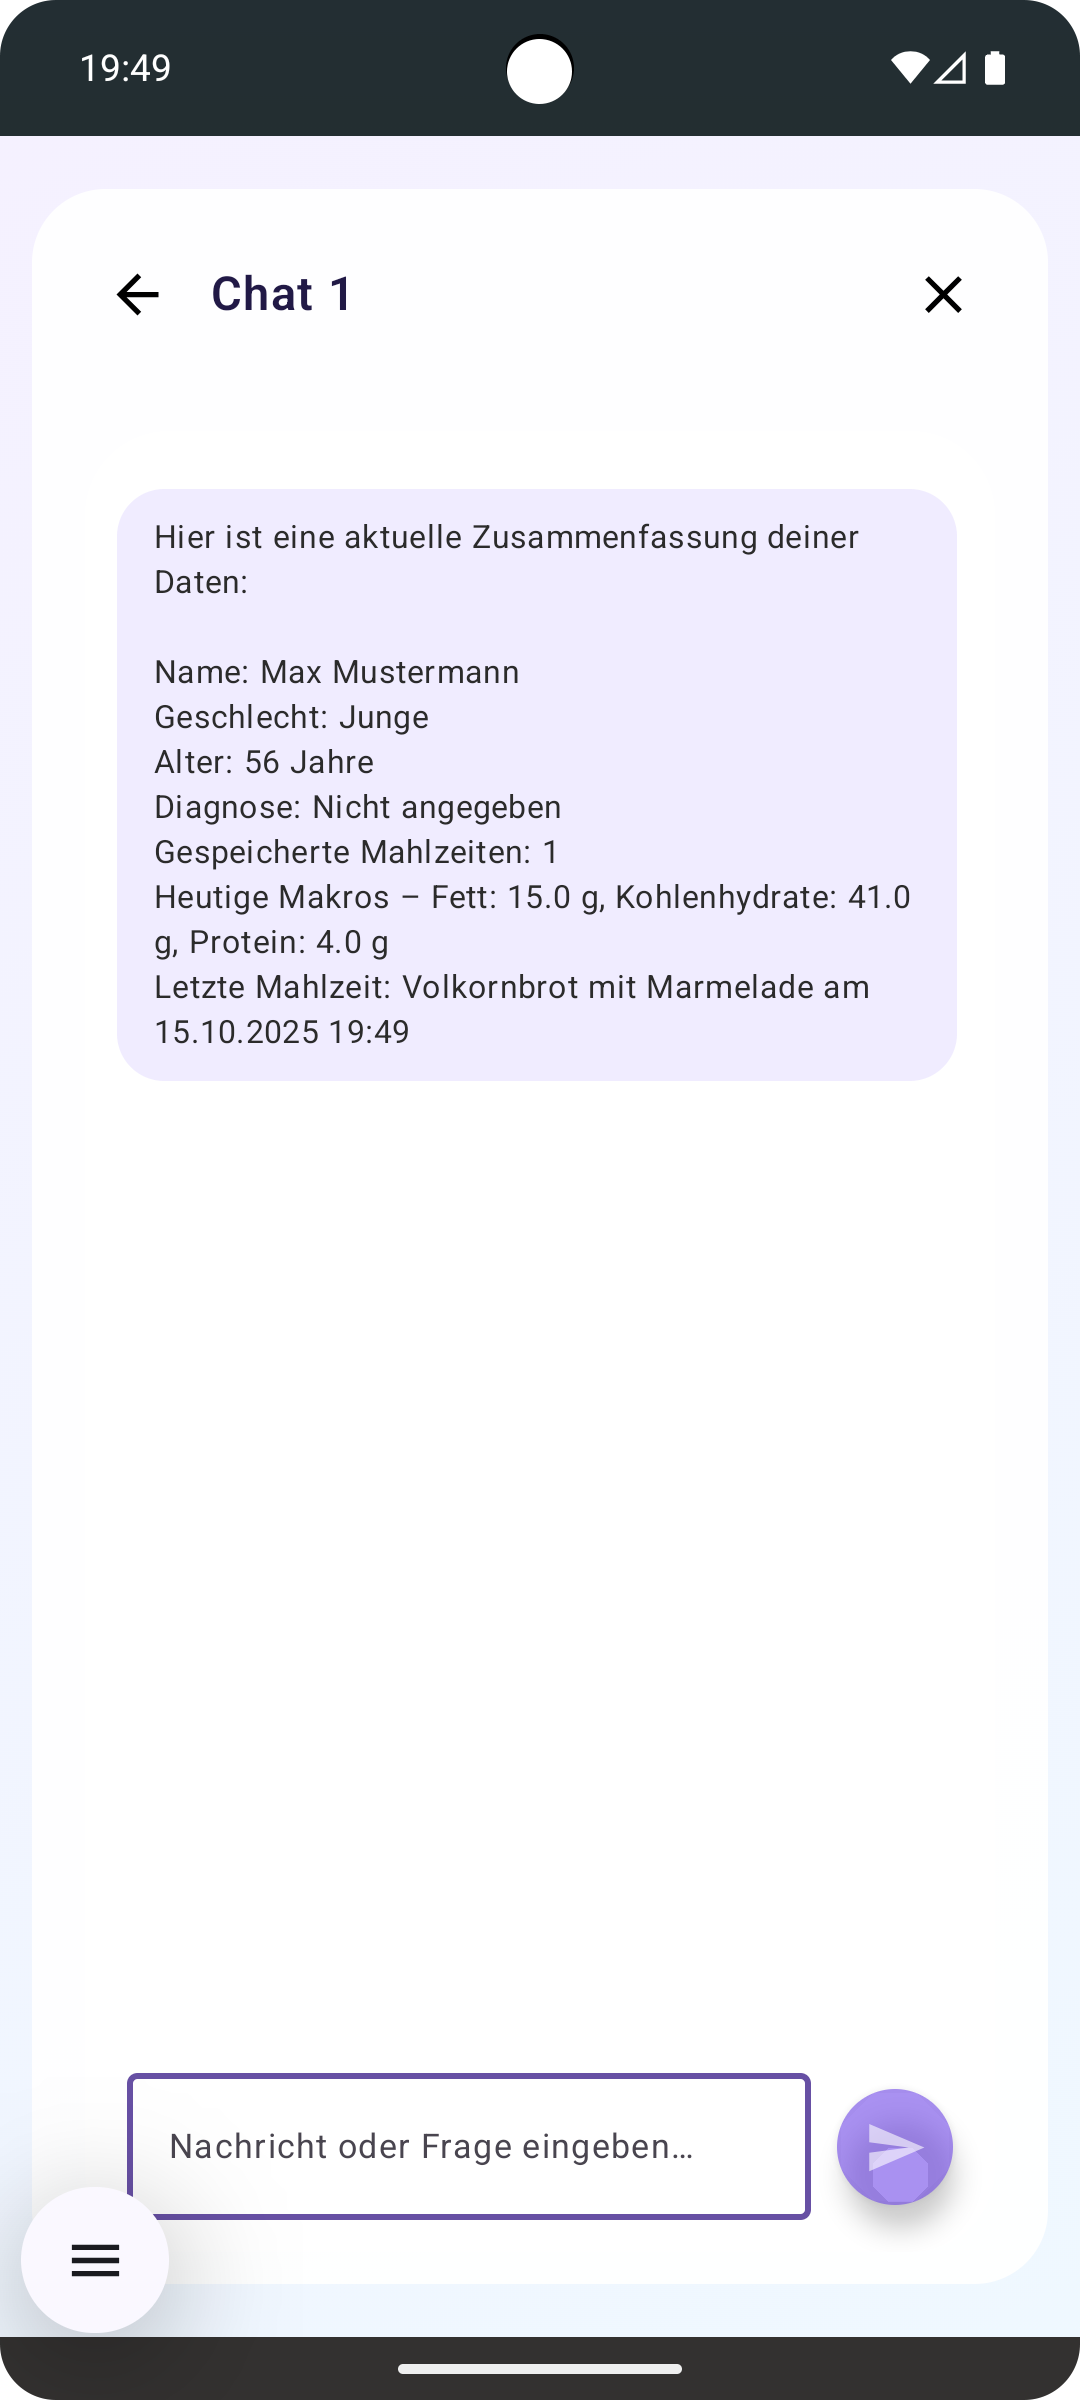 19:49
Chat 1
Hier ist eine aktuelle Zusammenfassung deiner
Daten:
Name: Max Mustermann
Geschlecht: Junge
Alter: 56 Jahre
Diagnose: Nicht angegeben
Gespeicherte Mahlzeiten: 1
Heutige Makros – Fett: 15.0 g, Kohlenhydrate: 41.0
g, Protein: 4.0 g
Letzte Mahlzeit: Volkornbrot mit Marmelade am
15.10.2025 19:49
Nachricht oder Frage eingeben…